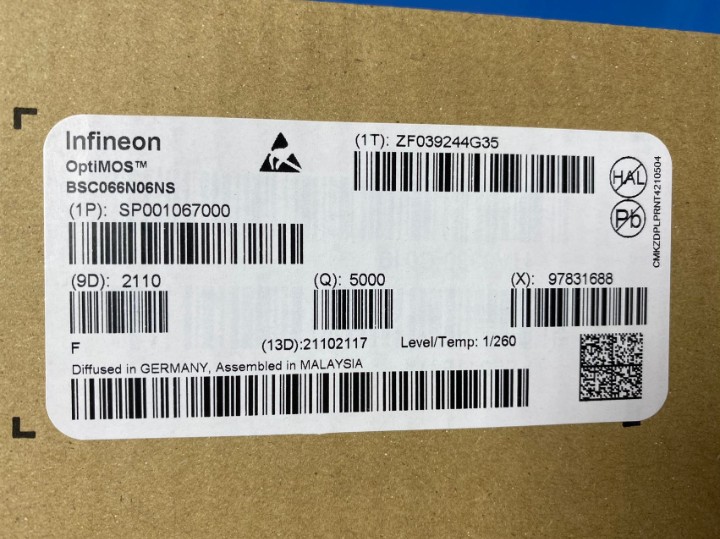 Infineon
OptiMOS™
BSC066N06NS
(1P): SP001067000
(1T): ZF039244G35
HAL
Pb
CMKZDPLPRNT4210504
(9D): 2110
(Q): 5000
(X): 97831688
F
(13D):21102117
Level/Temp: 1/260
Diffused in GERMANY, Assembled in MALAYSIA